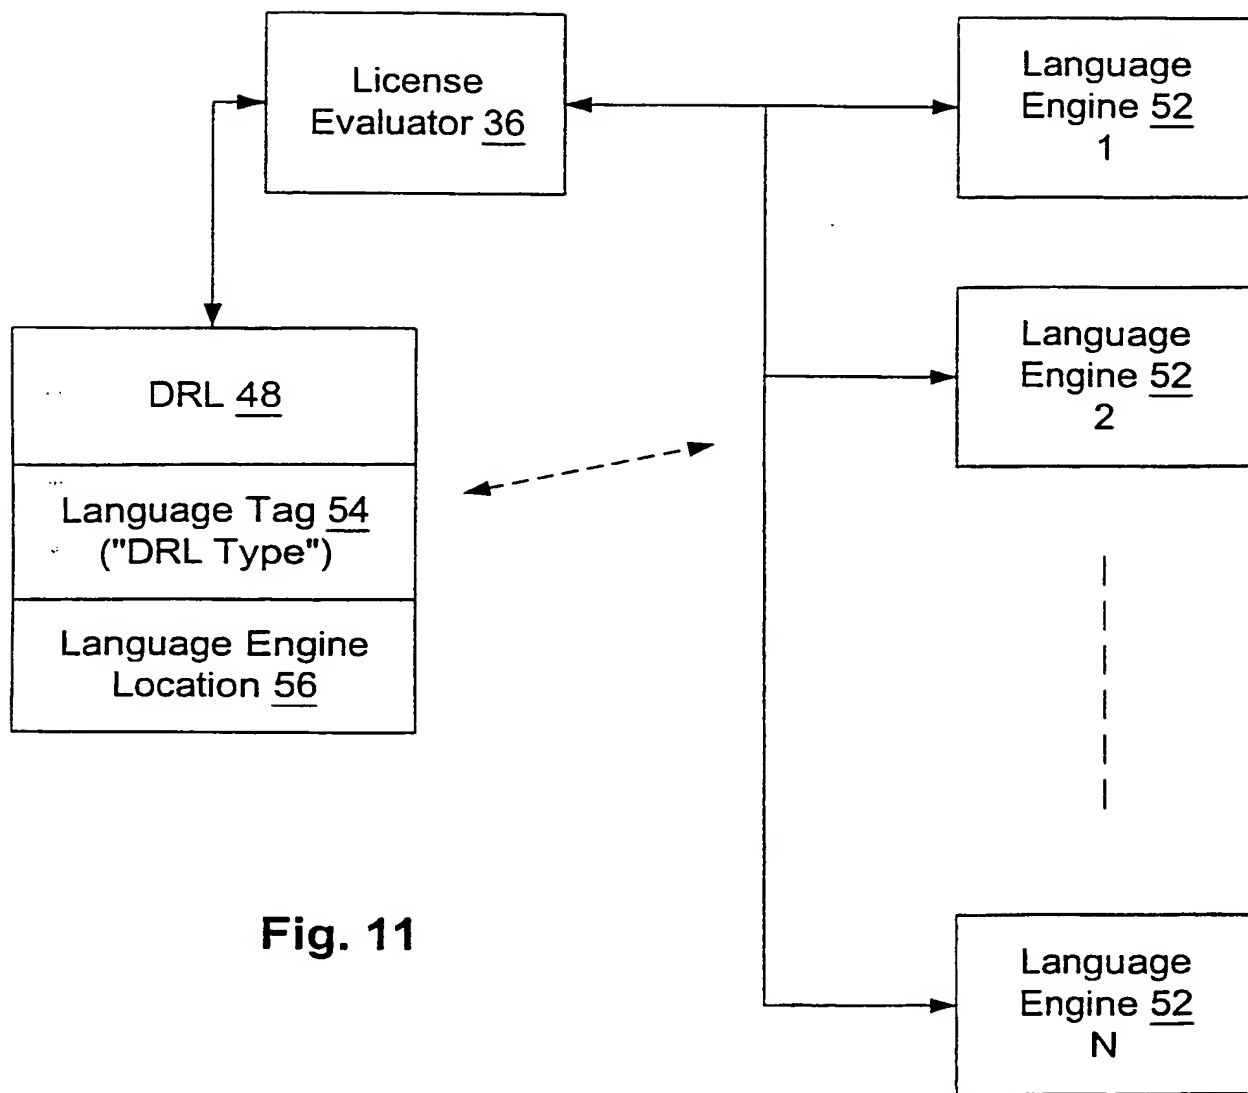 License
Evaluator 36
Language
Engine 52
1
Language
Engine 52
2
DRL 48
Language Tag 54
("DRL Type")
Language Engine
Location 56
Fig. 11
Language
Engine 52
N